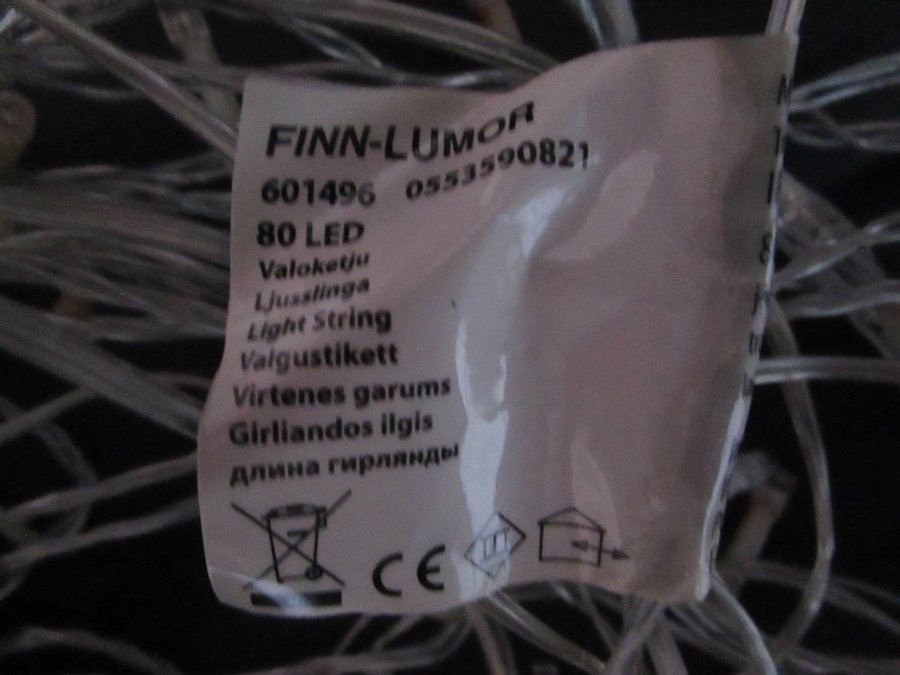 FINN-LUMOR
601496 0553590821
80 LED
Valoketju
Ljusslinga
Light String
Valgustikett
Virtenes garums
Girliandos ilgis
длина гирлянды
CE